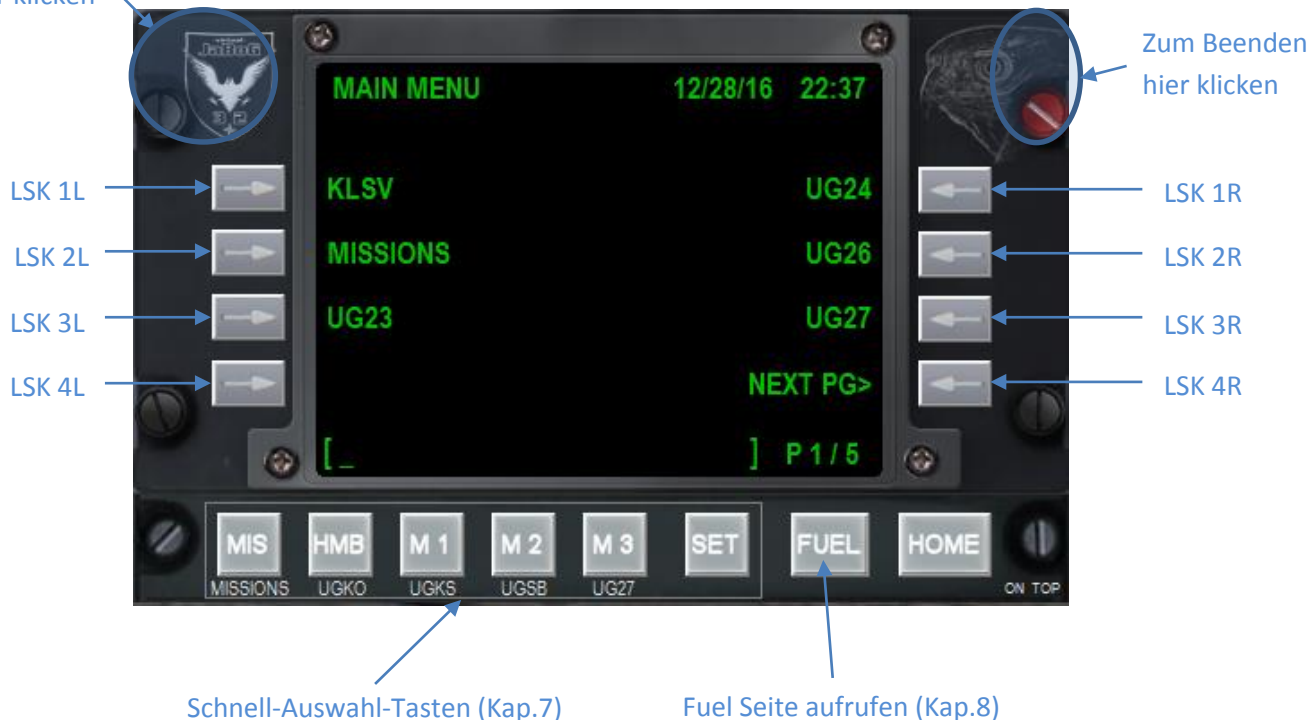 klicken
Zum Beenden
hier klicken
MAIN MENU 12/28/16 22:37
LSK 1L KLSV UG24 LSK 1R
LSK 2L MISSIONS UG26 LSK 2R
LSK 3L UG23 UG27 LSK 3R
LSK 4L NEXT PG> LSK 4R
[_ ] P 1 / 5
MIS HMB M 1 M 2 M 3 SET FUEL HOME
MISSIONS UGKO UGKS UGSB UG27 ON TOP
Schnell-Auswahl-Tasten (Kap.7) Fuel Seite aufrufen (Kap.8)